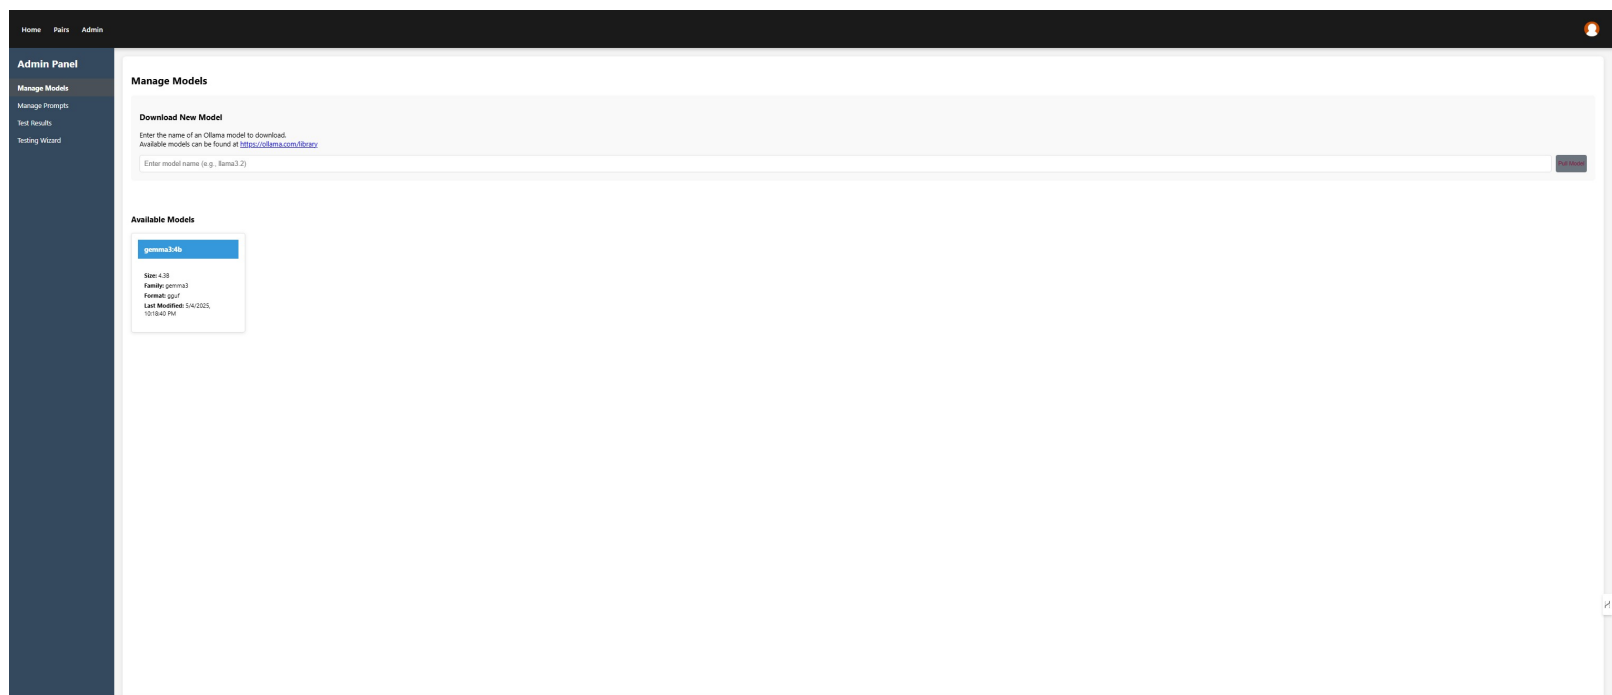 Home Pairs Admin
Admin Panel
Manage Models
Manage Prompts
Test Results
Testing Wizard
Manage Models
Download New Model
Enter the name of an Ollama model to download.
Available models can be found at https://ollama.com/library
Enter model name (e.g., llama3.2)
Pull Model
Available Models
gemma3:4b
Size: 4.3B
Family: gemma3
Format: gguf
Last Modified: 5/4/2025,
10:18:40 PM